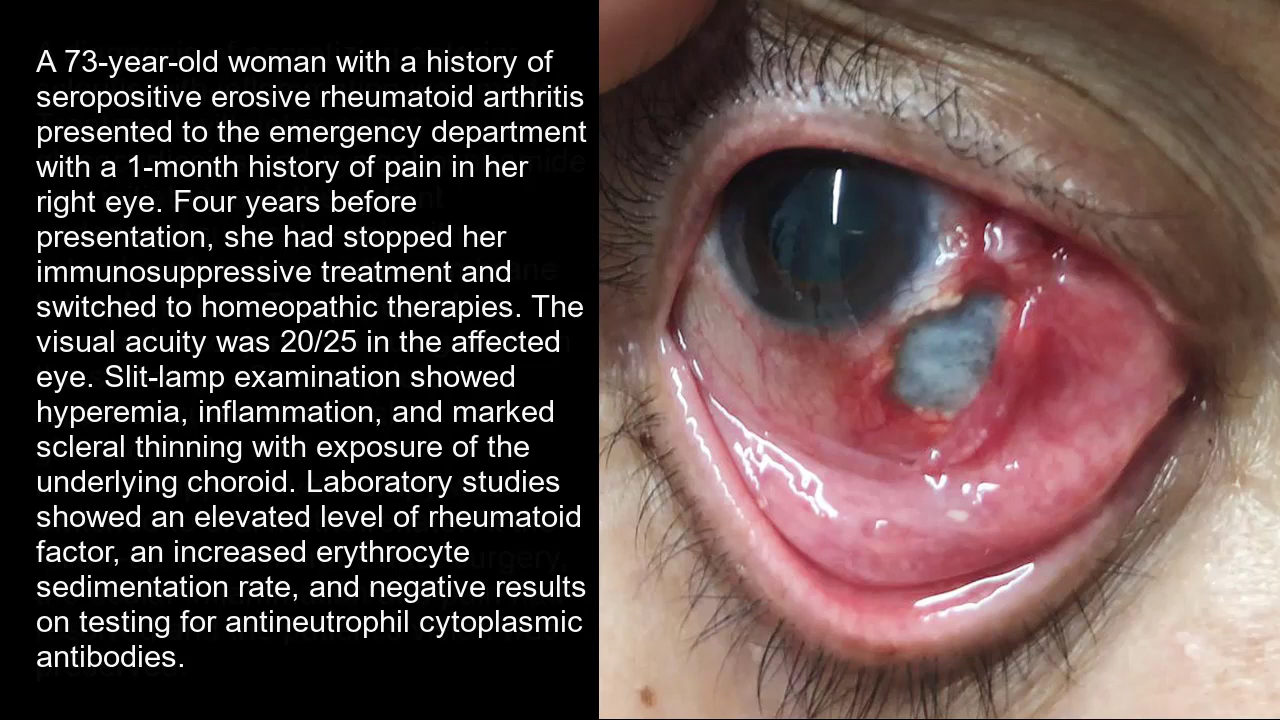 A 73-year-old woman with a history of
seropositive erosive rheumatoid arthritis
presented to the emergency department
with a 1-month history of pain in her
right eye. Four years before
presentation, she had stopped her
immunosuppressive treatment and
switched to homeopathic therapies. The
visual acuity was 20/25 in the affected
eye. Slit-lamp examination showed
hyperemia, inflammation, and marked
scleral thinning with exposure of the
underlying choroid. Laboratory studies
showed an elevated level of rheumatoid
factor, an increased erythrocyte
sedimentation rate, and negative results
on testing for antineutrophil cytoplasmic
antibodies.